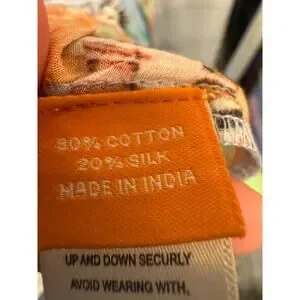 80% COTTON
20% SILK
MADE IN INDIA
UP AND DOWN SECURLY
AVOID WEARING WITH,